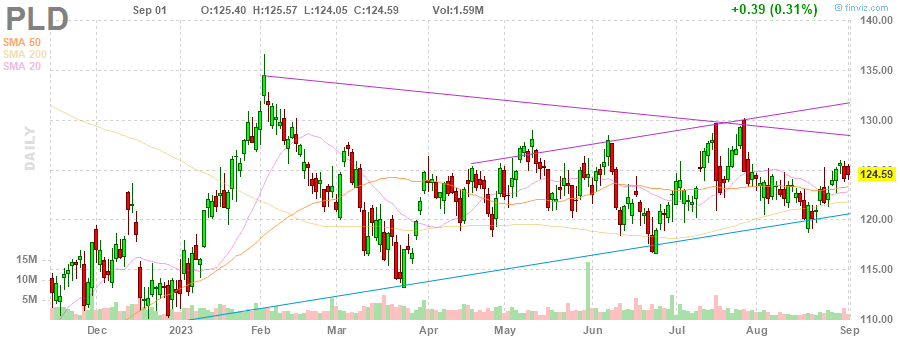 PLD Sep 01 O:125.40 H:125.57 L:124.05 C:124.59 Vol:1.59M +0.39 (0.31%) © finviz.com
SMA 50
SMA 200
SMA 20
DAILY
140.00
135.00
130.00
125.00
124.59
120.00
115.00
110.00
15M
10M
5M
Dec 2023 Feb Mar Apr May Jun Jul Aug Sep